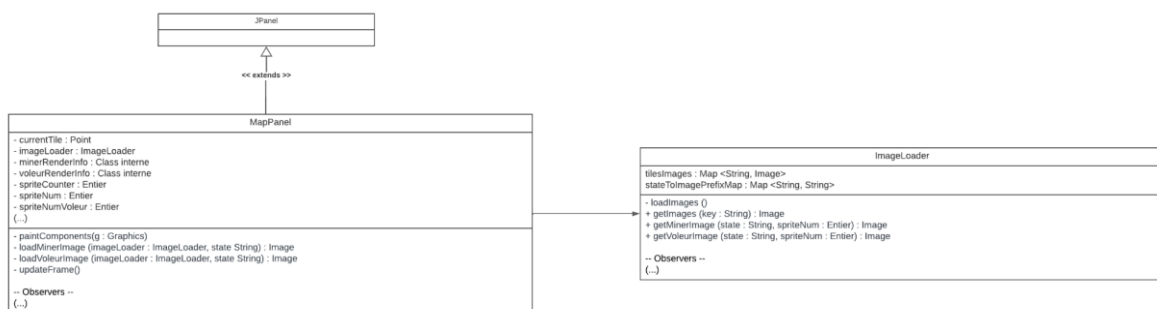 JPanel
<< extends >>
MapPanel
- currentTile : Point
- imageLoader : ImageLoader
- minerRenderInfo : Class interne
- voleurRenderInfo : Class interne
- spriteCounter : Entier
- spriteNum : Entier
- spriteNumVoleur : Entier
(...)
- paintComponents(g : Graphics)
- loadMinerImage (imageLoader : ImageLoader, state String) : Image
- loadVoleurImage (imageLoader : ImageLoader, state String) : Image
- updateFrame()
-- Observers --
(...)
ImageLoader
tilesImages : Map <String, Image>
stateToImagePrefixMap : Map <String, String>
- loadImages ()
+ getImages (key : String) : Image
+ getMinerImage (state : String, spriteNum : Entier) : Image
+ getVoleurImage (state : String, spriteNum : Entier) : Image
-- Observers --
(...)